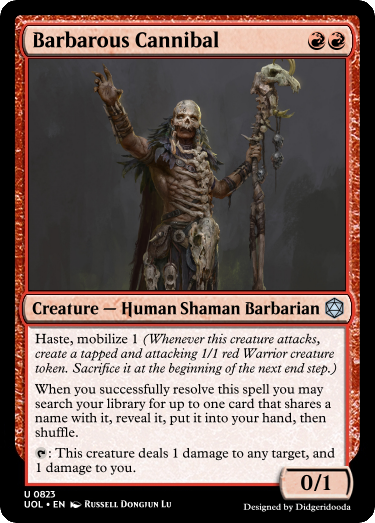 Barbarous Cannibal
Creature — Human Shaman Barbarian
Haste, mobilize 1 (Whenever this creature attacks,
create a tapped and attacking 1/1 red Warrior creature
token. Sacrifice it at the beginning of the next end step.)
When you successfully resolve this spell you may
search your library for up to one card that shares a
name with it, reveal it, put it into your hand, then
shuffle.
: This creature deals 1 damage to any target, and
1 damage to you.
0/1
U 0823
UOL • EN Russell Dongjun Lu
Designed by Didgeridooda